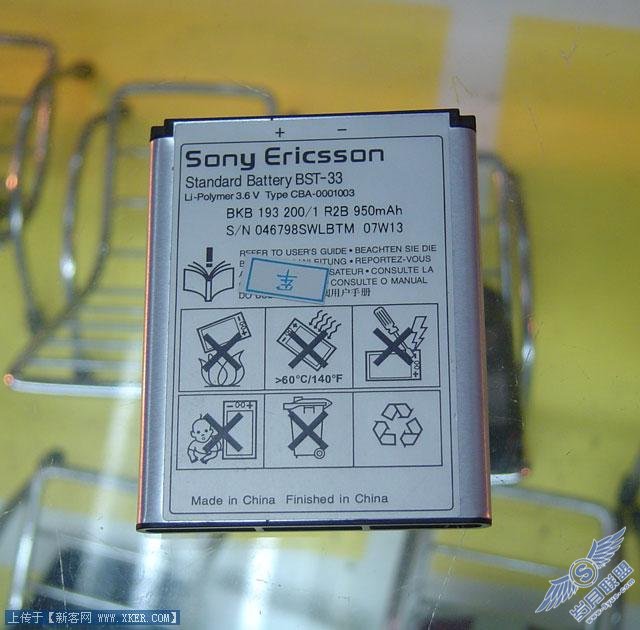 + −
Sony Ericsson
Standard Battery BST-33
Li-Polymer 3.6 V Type CBA-0001003
BKB 193 200/1 R2B 950mAh
S/N 046798SWLBTM 07W13
REFER TO USER'S GUIDE • BEACHTEN SIE DIE
ANLEITUNG • REPORTEZ-VOUS
• CONSULTE LA
• CONSULTE O MANUAL
用户手册
>60°C/140°F
Made in China Finished in China
上传于【新客网 www.XKER.com】